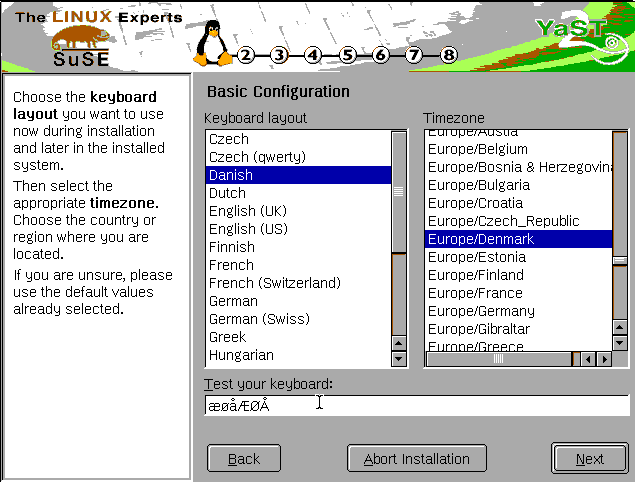 The LINUX Experts
SuSE
YaST
2 3 4 5 6 7 8
Choose the keyboard
layout you want to use
now during installation
and later in the installed
system.
Then select the
appropriate timezone.
Choose the country or
region where you are
located.
If you are unsure, please
use the default values
already selected.
Basic Configuration
Keyboard layout
Czech
Czech (qwerty)
Danish
Dutch
English (UK)
English (US)
Finnish
French
French (Switzerland)
German
German (Swiss)
Greek
Hungarian
Timezone
Europe/Austia
Europe/Belgium
Europe/Bosnia & Herzegovin
Europe/Bulgaria
Europe/Croatia
Europe/Czech_Republic
Europe/Denmark
Europe/Estonia
Europe/Finland
Europe/France
Europe/Germany
Europe/Gibraltar
Europe/Greece
Test your keyboard:
æøåÆØÅ
Back
Abort Installation
Next